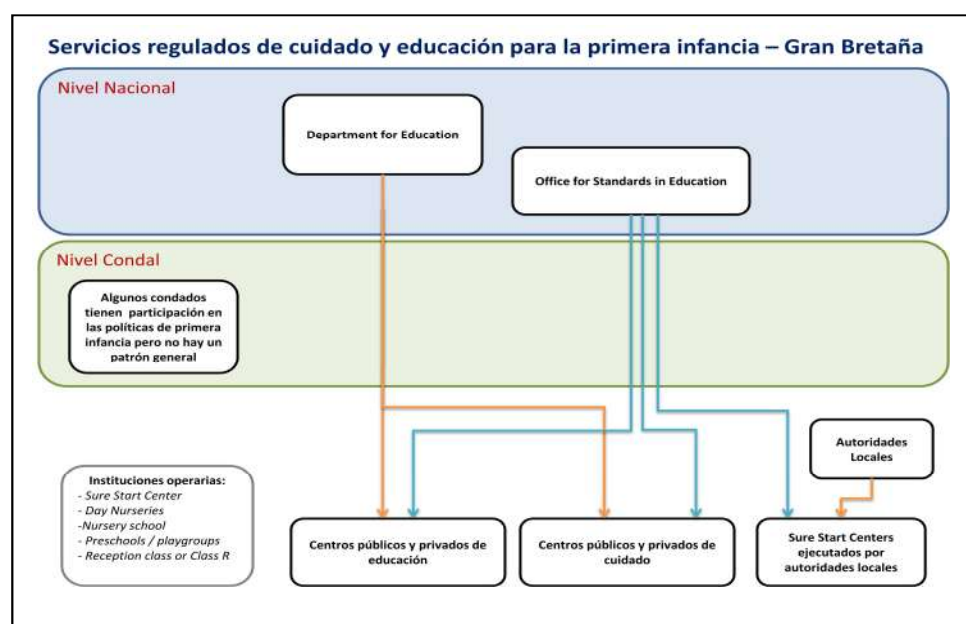 Servicios regulados de cuidado y educación para la primera infancia – Gran Bretaña
Nivel Nacional
Department for Education
Office for Standards in Education
Nivel Condal
Algunos condados
tienen participación en
las políticas de primera
infancia pero no hay un
patrón general
Autoridades
Locales
Instituciones operarias:
- Sure Start Center
- Day Nurseries
-Nursery school
- Preschools / playgroups
- Reception class or Class R
Centros públicos y privados de
educación
Centros públicos y privados de
cuidado
Sure Start Centers
ejecutados por
autoridades locales